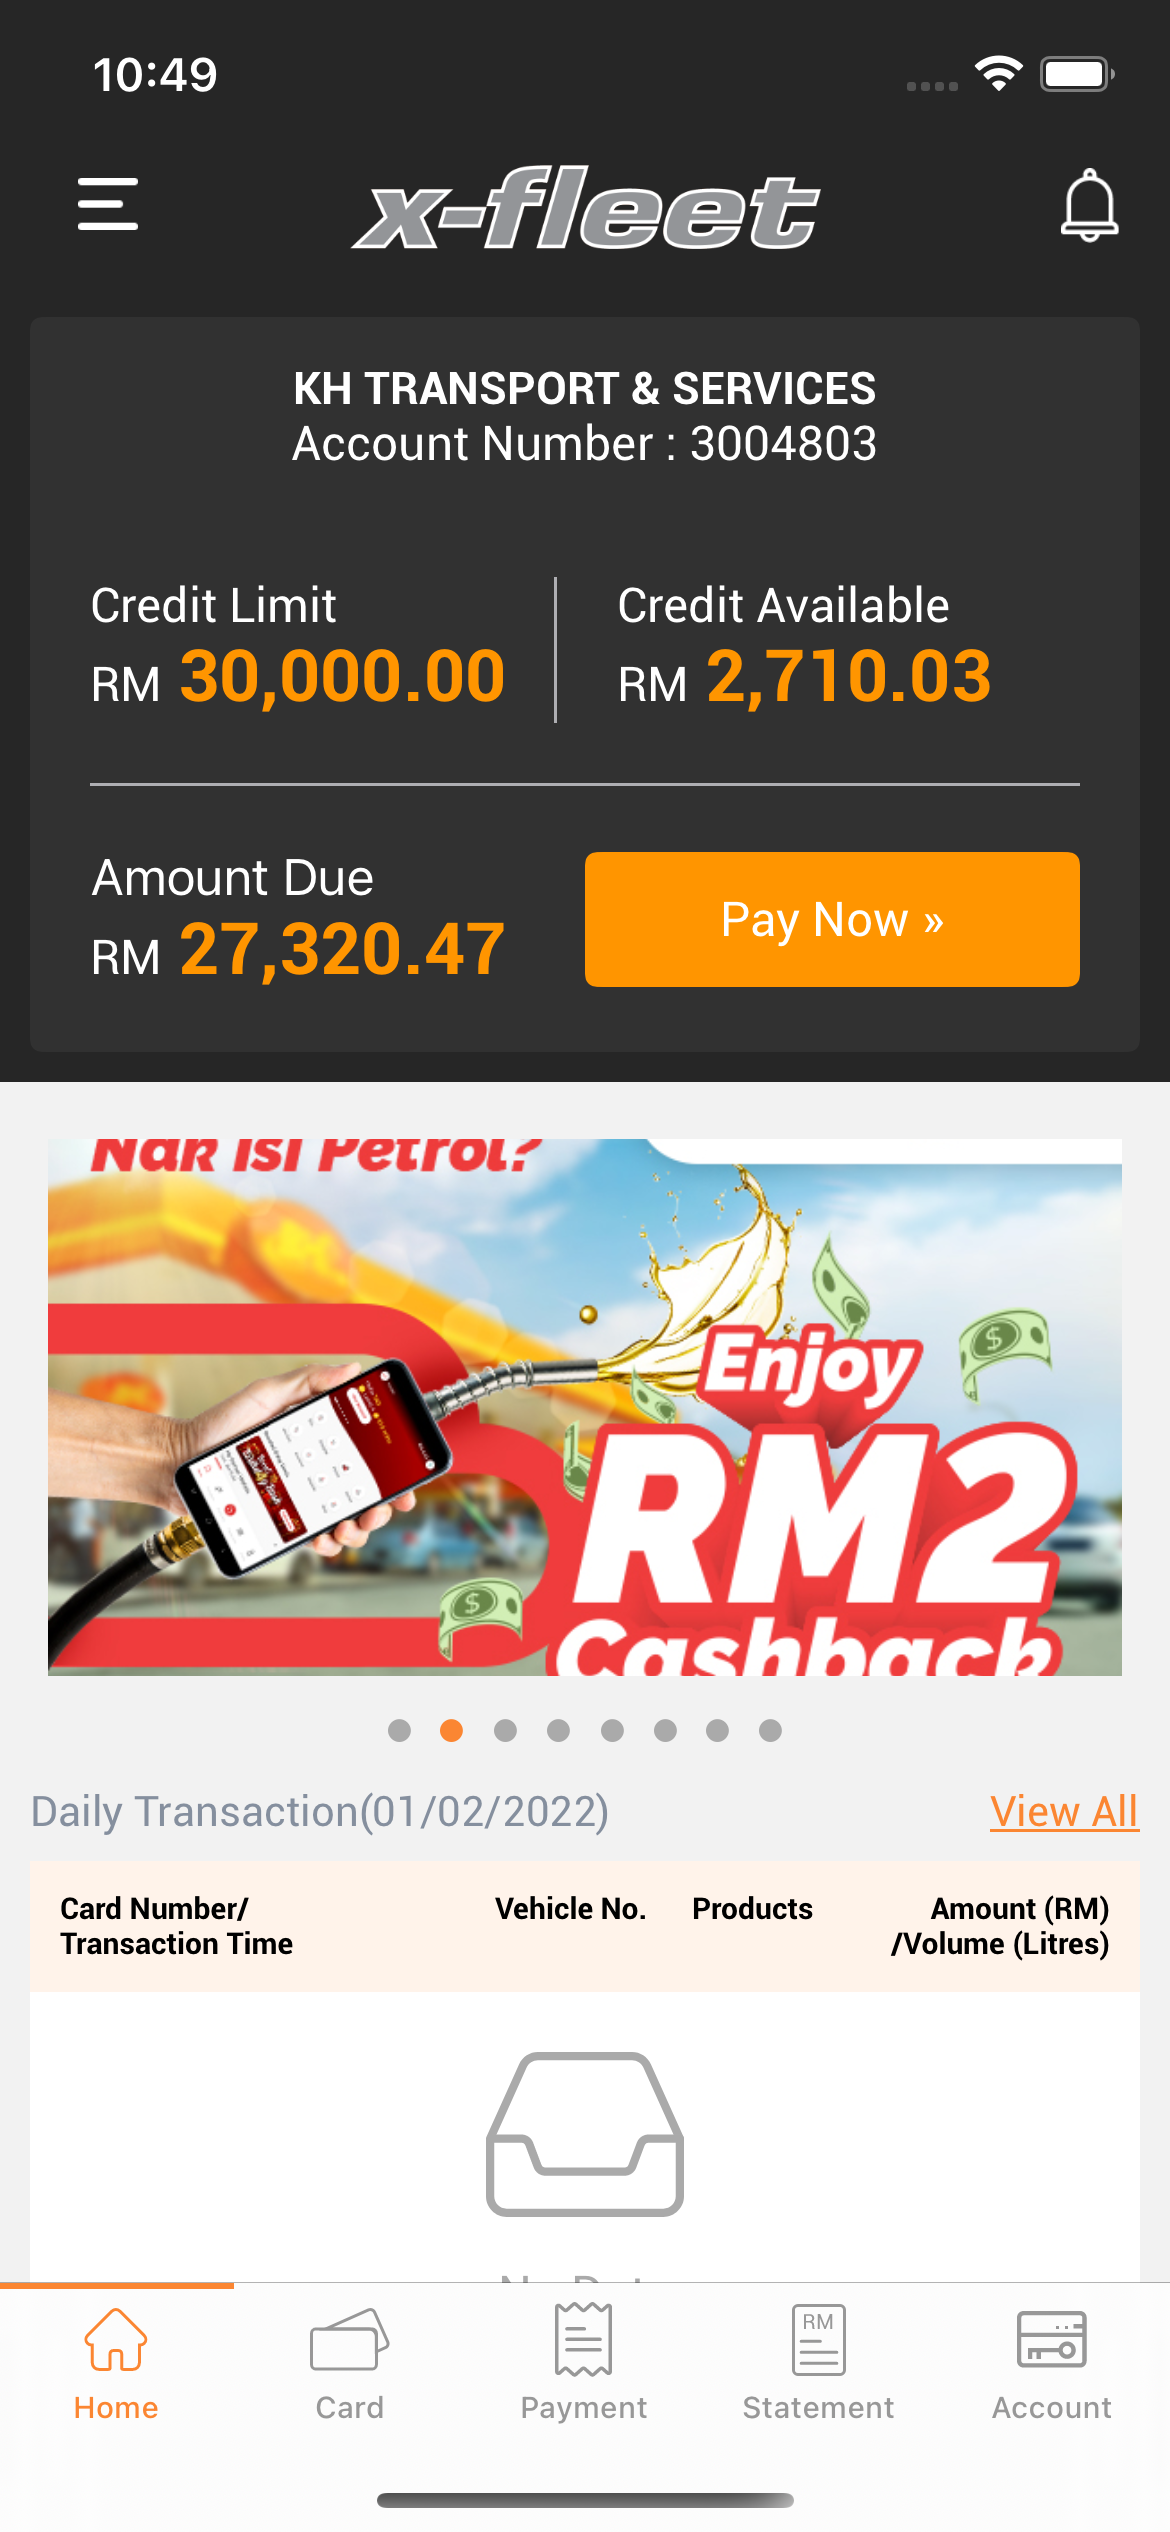 10:49
x-fleet
KH TRANSPORT & SERVICES
Account Number : 3004803
Credit Limit
RM 30,000.00
Credit Available
RM 2,710.03
Amount Due
RM 27,320.47
Pay Now »
Nak isi Petrol?
Enjoy
RM2
Cashback
Daily Transaction(01/02/2022)
View All
Card Number/
Transaction Time
Vehicle No.
Products
Amount (RM)
/Volume (Litres)
RM
Home
Card
Payment
Statement
Account